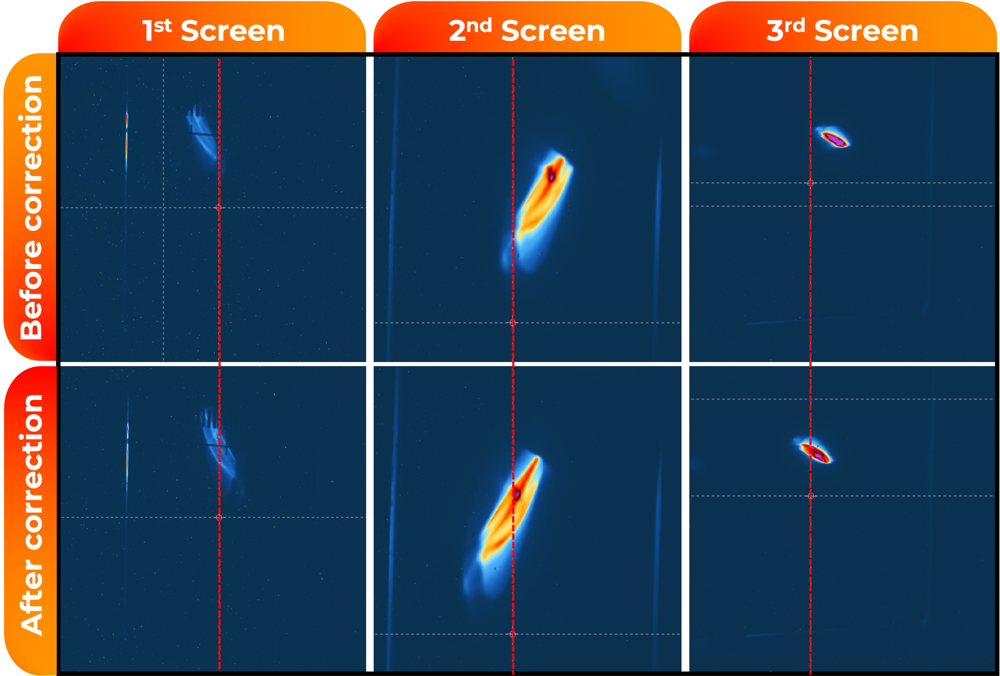 1st Screen
2nd Screen
3rd Screen
Before correction
After correction